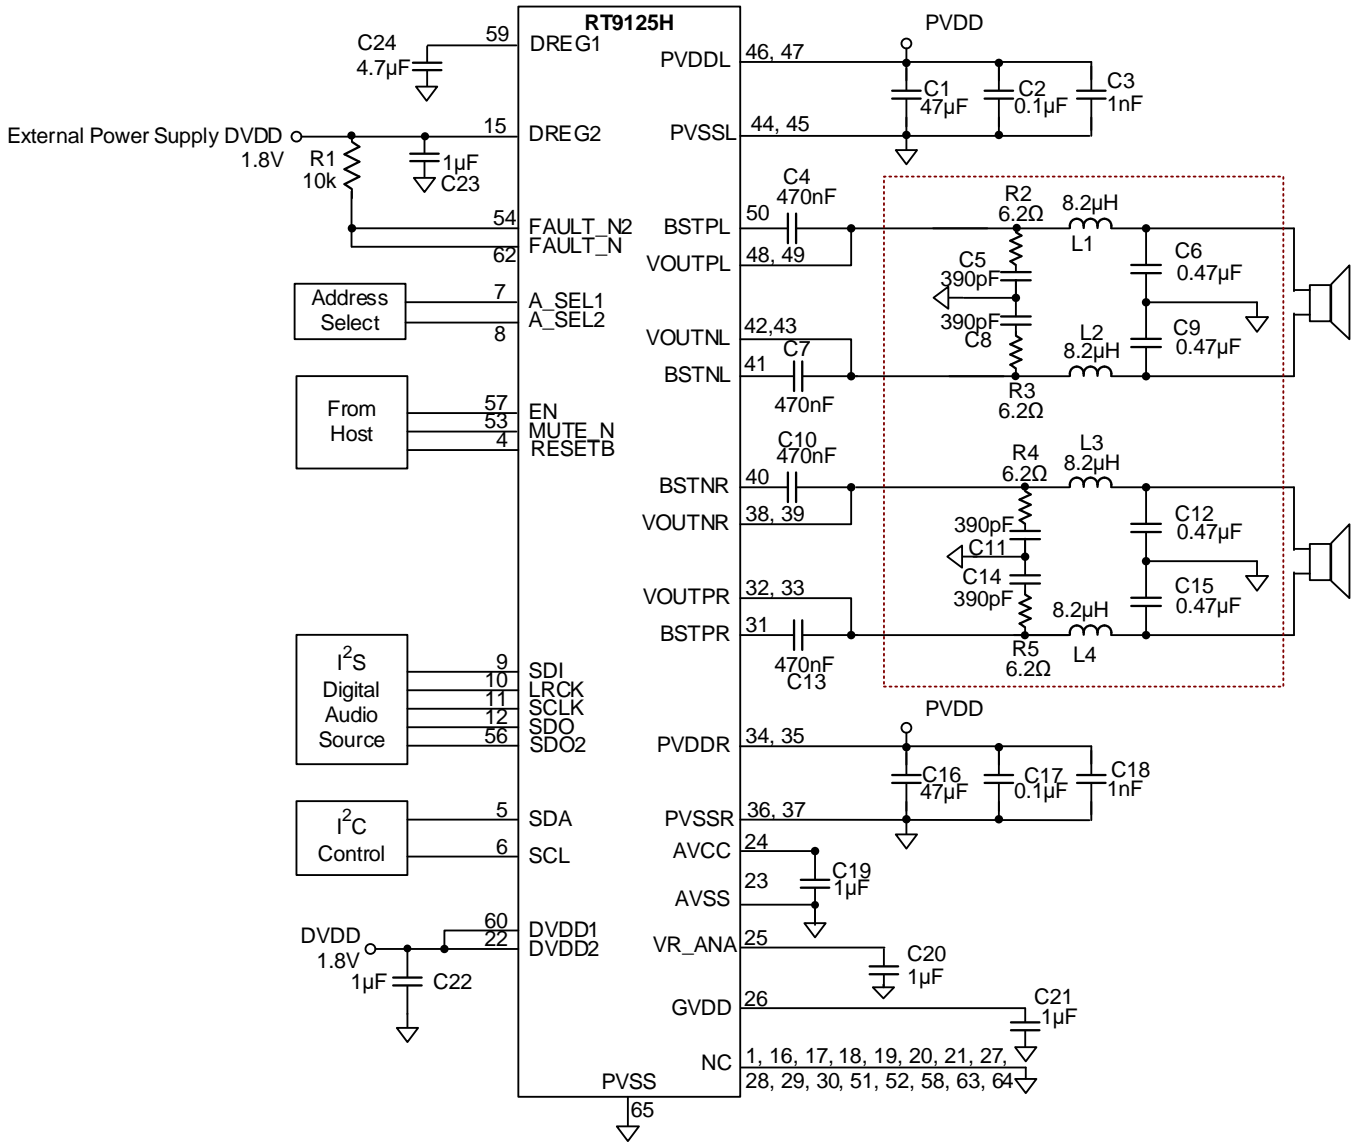 RT9125H
C24
4.7µF
59
DREG1
External Power Supply DVDD
1.8V
R1
10k
1µF
C23
15
DREG2
54
FAULT_N2
FAULT_N
62
Address
Select
7
A_SEL1
A_SEL2
8
From
Host
57
EN
53
MUTE_N
4
RESETB
I²S
Digital
Audio
Source
9
SDI
10
LRCK
11
SCLK
12
SDO
56
SDO2
I²C
Control
5
SDA
6
SCL
DVDD
1.8V
1µF
C22
60
DVDD1
22
DVDD2
PVSS
65
PVDD
PVDDL
46, 47
C1
47µF
C2
0.1µF
C3
1nF
PVSSL
44, 45
C4
470nF
BSTPL
50
VOUTPL
48, 49
R2
6.2Ω
8.2µH
L1
C5
390pF
C6
0.47µF
390pF
C8
VOUTNL
42,43
C7
BSTNL
41
470nF
L2
8.2µH
C9
0.47µF
R3
6.2Ω
C10
470nF
BSTNR
40
VOUTNR
38, 39
R4
6.2Ω
L3
8.2µH
390pF
C11
C12
0.47µF
C14
390pF
C15
0.47µF
VOUTPR
32, 33
BSTPR
31
470nF
C13
8.2µH
L4
R5
6.2Ω
PVDD
PVDDR
34, 35
C16
47µF
C17
0.1µF
C18
1nF
PVSSR
36, 37
AVCC
24
C19
1µF
23
AVSS
VR_ANA
25
C20
1µF
GVDD
26
C21
1µF
NC
1, 16, 17, 18, 19, 20, 21, 27,
28, 29, 30, 51, 52, 58, 63, 64